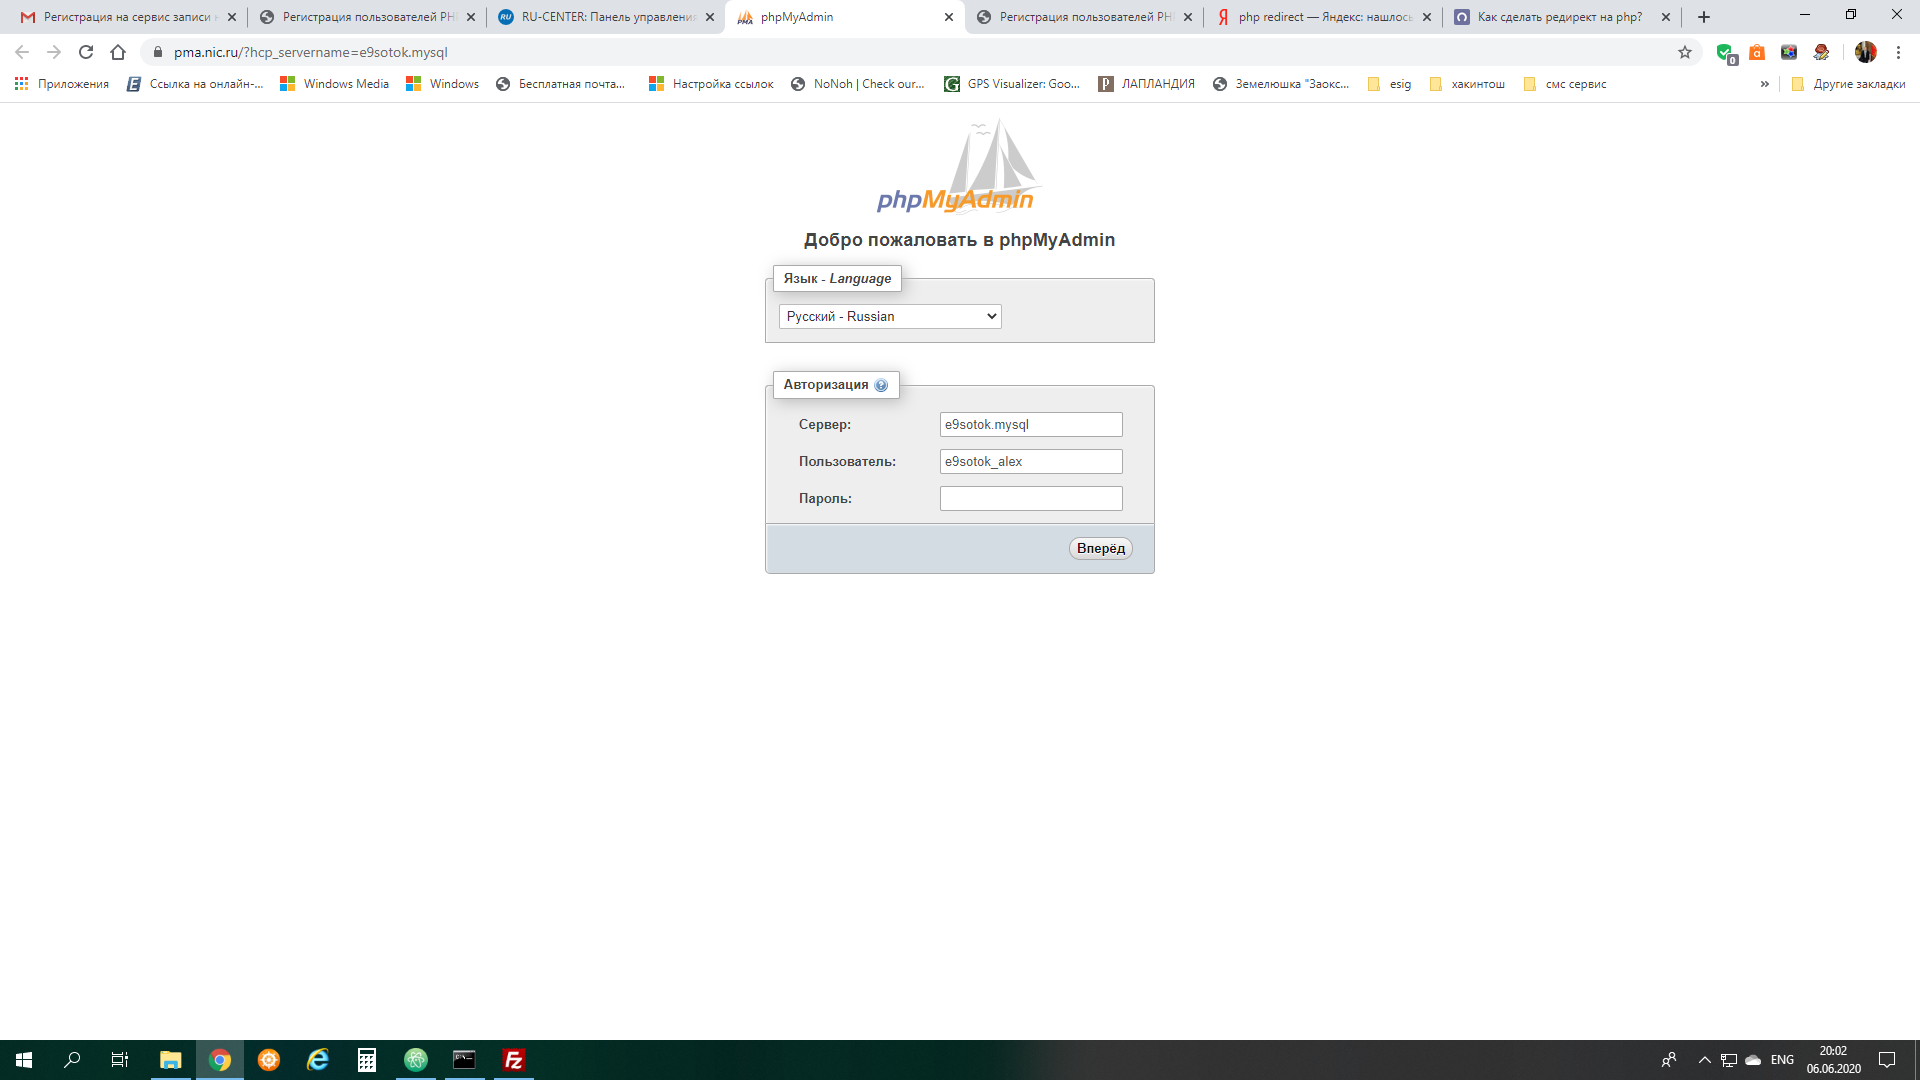 Регистрация на сервис записи н
Регистрация пользователей PH
RU-CENTER: Панель управления
phpMyAdmin
Регистрация пользователей PH
php redirect — Яндекс: нашлось
Как сделать редирект на php?
pma.nic.ru/?hcp_servername=e9sotok.mysql
0
Приложения
Ссылка на онлайн-...
Windows Media
Windows
Бесплатная почта...
Настройка ссылок
NoNoh | Check our...
GPS Visualizer: Goo...
ЛАПЛАНДИЯ
Земелюшка "Заокс...
esig
хакинтош
смс сервис
»
Другие закладки
phpMyAdmin
Добро пожаловать в phpMyAdmin
Язык - Language
Русский - Russian
Авторизация
Сервер: e9sotok.mysql
Пользователь: e9sotok_alex
Пароль:
Вперёд
ENG
20:02
06.06.2020